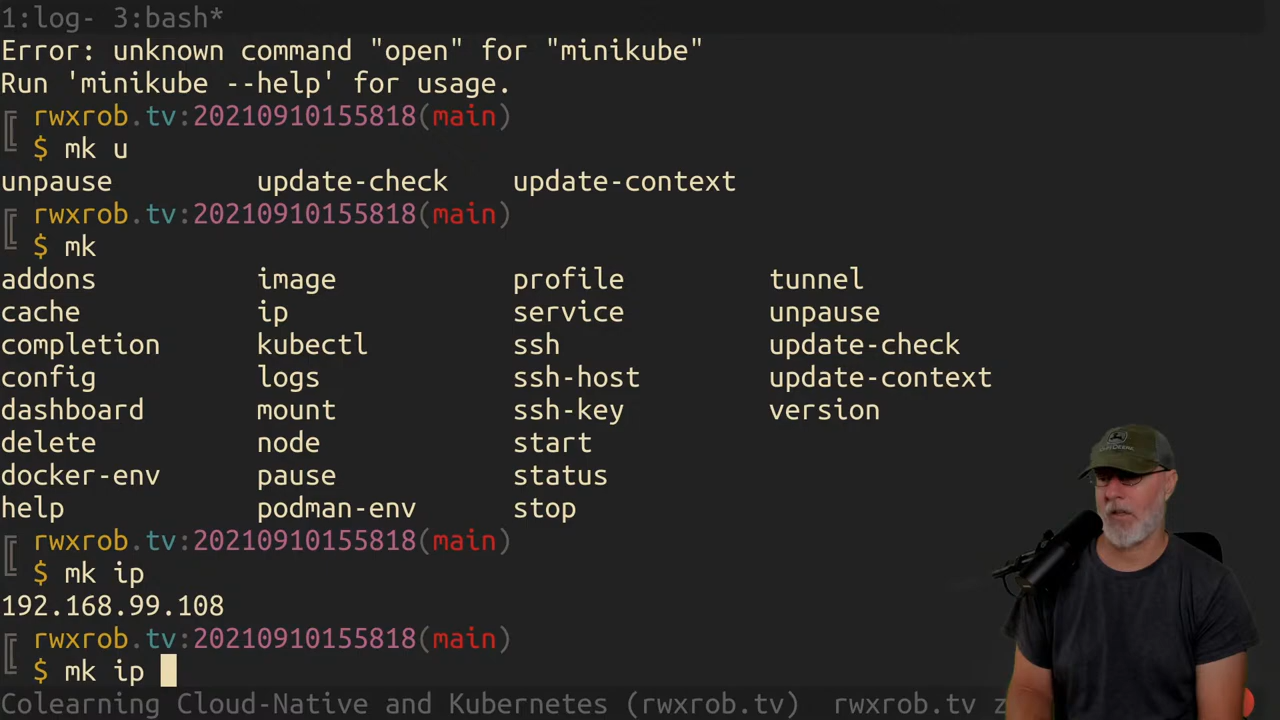 1:log- 3:bash*
Error: unknown command "open" for "minikube"
Run 'minikube --help' for usage.
rwxrob.tv:20210910155818(main)
$ mk u
unpause update-check update-context
rwxrob.tv:20210910155818(main)
$ mk
addons image profile tunnel
cache ip service unpause
completion kubectl ssh update-check
config logs ssh-host update-context
dashboard mount ssh-key version
delete node start
docker-env pause status
help podman-env stop
rwxrob.tv:20210910155818(main)
$ mk ip
192.168.99.108
rwxrob.tv:20210910155818(main)
$ mk ip
Colearning Cloud-Native and Kubernetes (rwxrob.tv) rwxrob.tv z